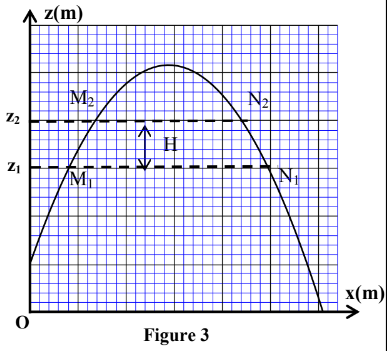 z(m)
M₂ N₂
z₂
H
z₁
M₁ N₁
x(m)
O
Figure 3